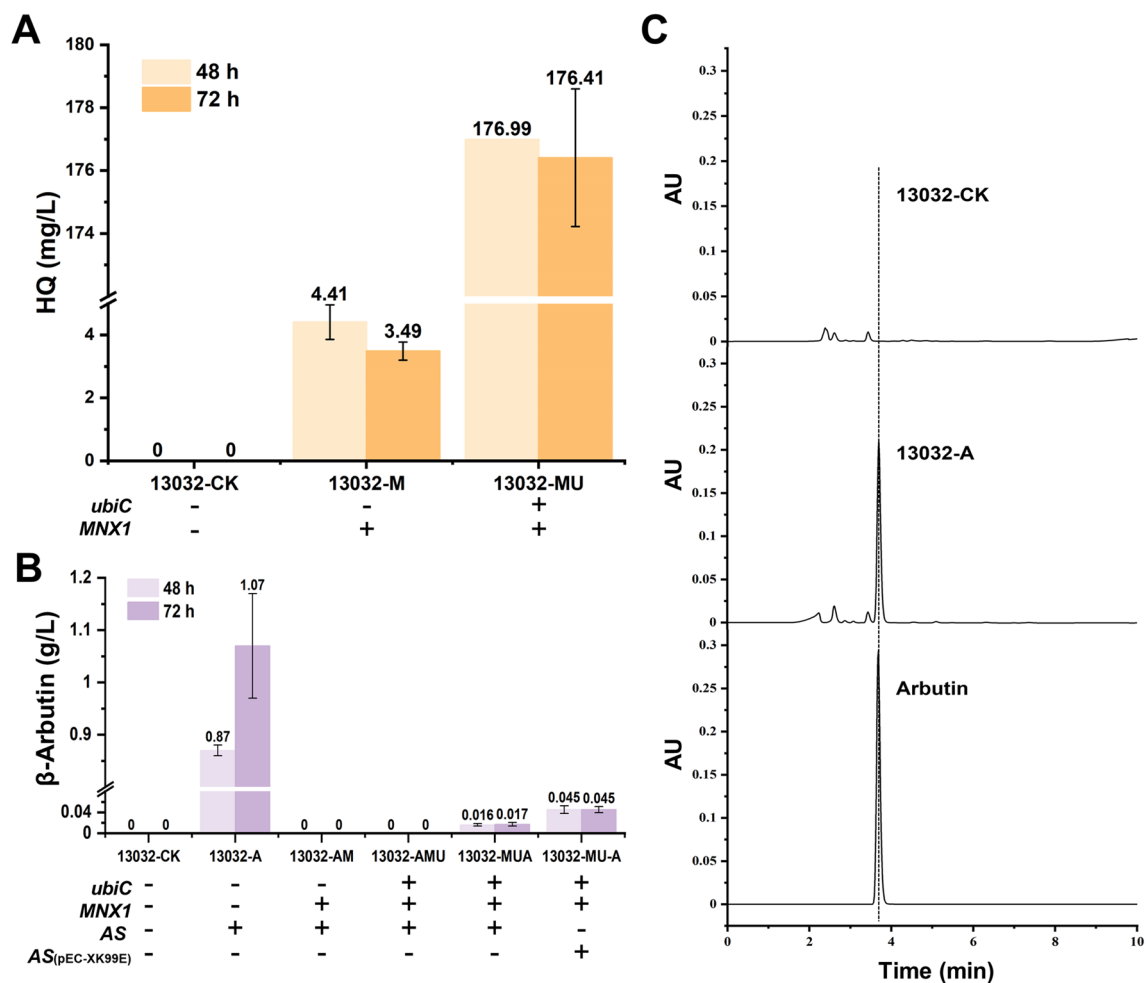 A
HQ (mg/L)
180
178
176
174
4
2
0
48 h
72 h
0
0
4.41
3.49
176.99
176.41
13032-CK
13032-M
13032-MU
ubiC - - +
MNX1 - + +
B
β-Arbutin (g/L)
1.2
1.1
1
0.9
0.04
0
48 h
72 h
0
0
0.87
1.07
0
0
0
0
0.016
0.017
0.045
0.045
13032-CK
13032-A
13032-AM
13032-AMU
13032-MUA
13032-MU-A
ubiC - - - + + +
MNX1 - - + + + +
AS - + + + + -
AS(pEC-XK99E) - - - - - +
C
AU
0.3
0.25
0.2
0.15
0.1
0.05
0
13032-CK
AU
0.3
0.25
0.2
0.15
0.1
0.05
0
13032-A
AU
0.3
0.25
0.2
0.15
0.1
0.05
0
Arbutin
0 2 4 6 8 10
Time (min)